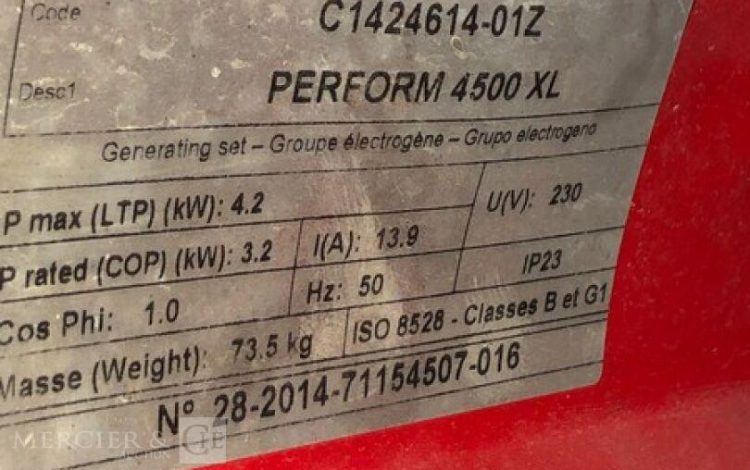 Code C1424614-01Z
Desc1 PERFORM 4500 XL
Generating set – Groupe électrogène – Grupo electrogeno
P max (LTP) (kW): 4.2 U(V): 230
P rated (COP) (kW): 3.2 I(A): 13.9
Cos Phi: 1.0 Hz: 50 IP23
Masse (Weight): 73.5 kg ISO 8528 - Classes B et G1
N° 28-2014-71154507-016
MERCIER & CIE
AUCTION